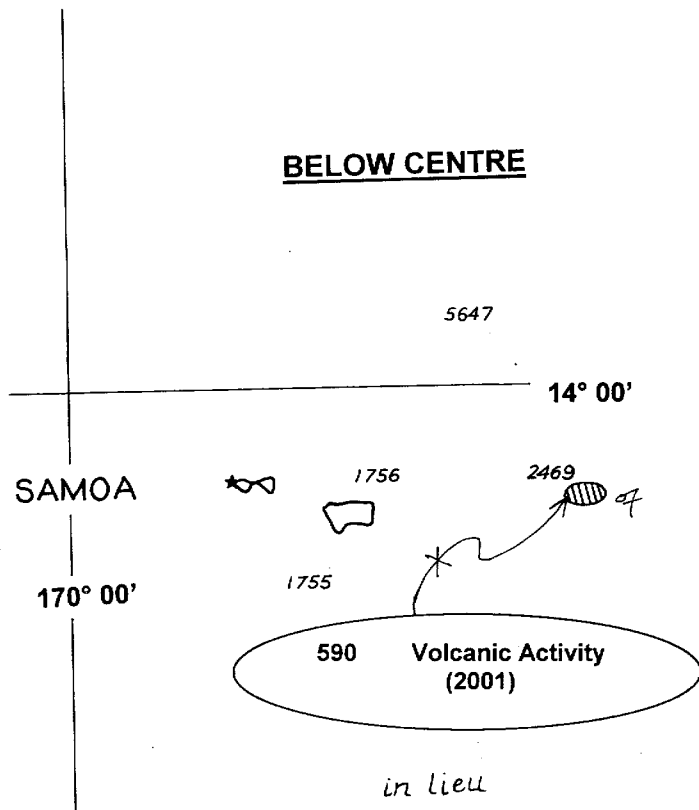 BELOW CENTRE
5647
14° 00'
SAMOA
1756
2469
1755
170° 00'
590 Volcanic Activity
(2001)
in lieu